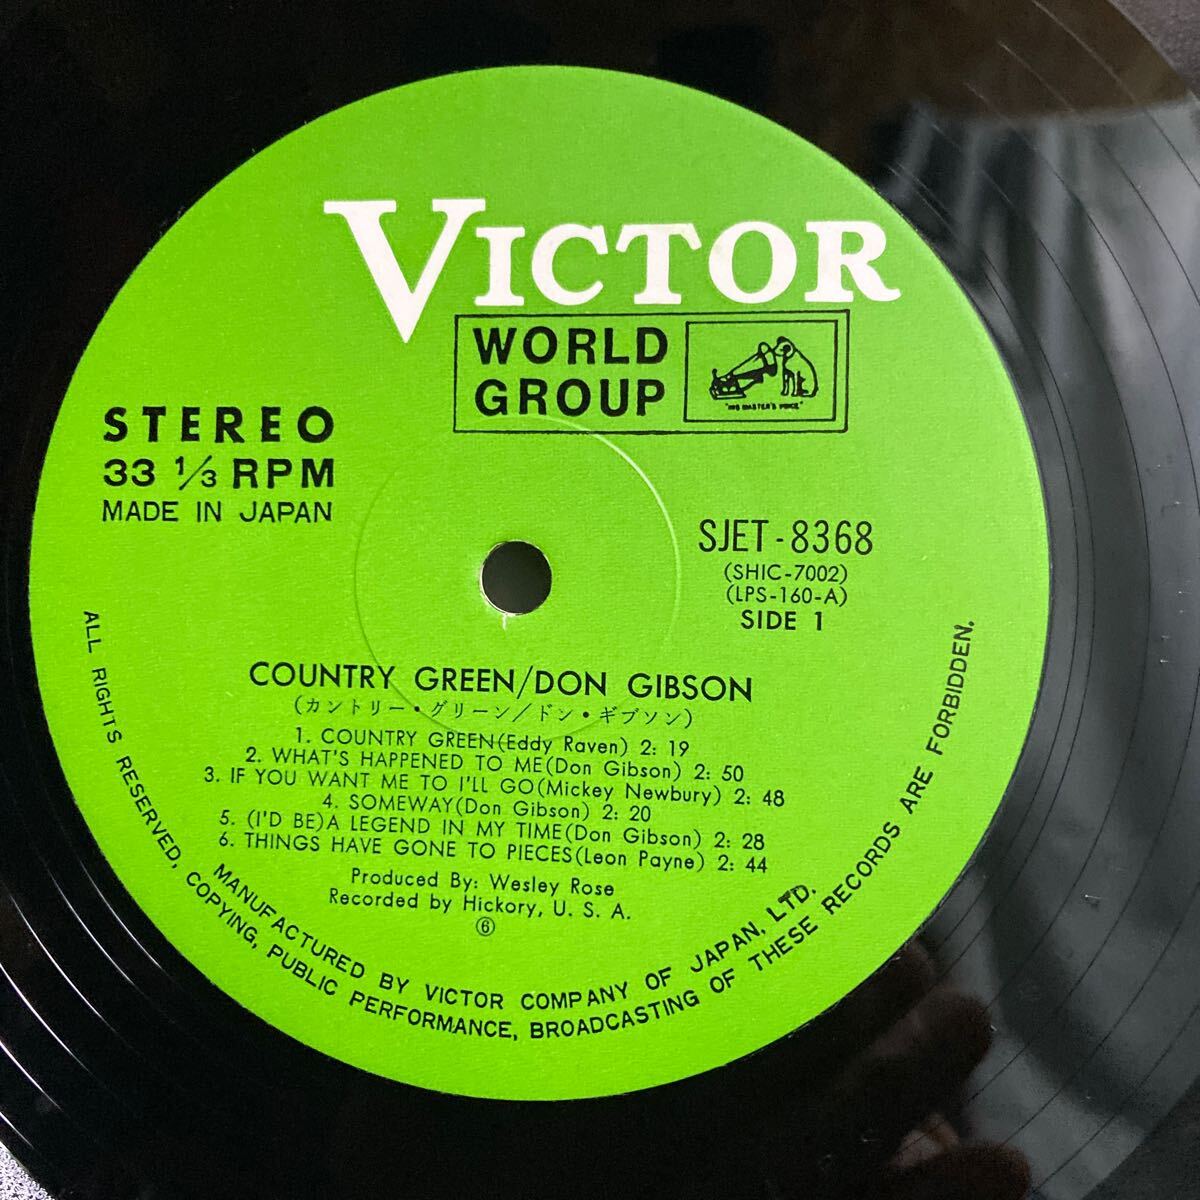 VICTOR
WORLD
GROUP
"HIS MASTER'S VOICE"
STEREO
33 1/3 RPM
MADE IN JAPAN
SJET-8368
(SHIC-7002)
(LPS-160-A)
SIDE 1
COUNTRY GREEN/DON GIBSON
(カントリー・グリーン/ドン・ギブソン)
1. COUNTRY GREEN(Eddy Raven) 2: 19
2. WHAT'S HAPPENED TO ME(Don Gibson) 2: 50
3. IF YOU WANT ME TO I'LL GO(Mickey Newbury) 2: 48
4. SOMEWAY(Don Gibson) 2: 20
5. (I'D BE)A LEGEND IN MY TIME(Don Gibson) 2: 28
6. THINGS HAVE GONE TO PIECES(Leon Payne) 2: 44
Produced By: Wesley Rose
Recorded by Hickory, U. S. A.
⑥
MANUFACTURED BY VICTOR COMPANY OF JAPAN, LTD.
ALL RIGHTS RESERVED, COPYING, PUBLIC PERFORMANCE, BROADCASTING OF THESE RECORDS ARE FORBIDDEN.